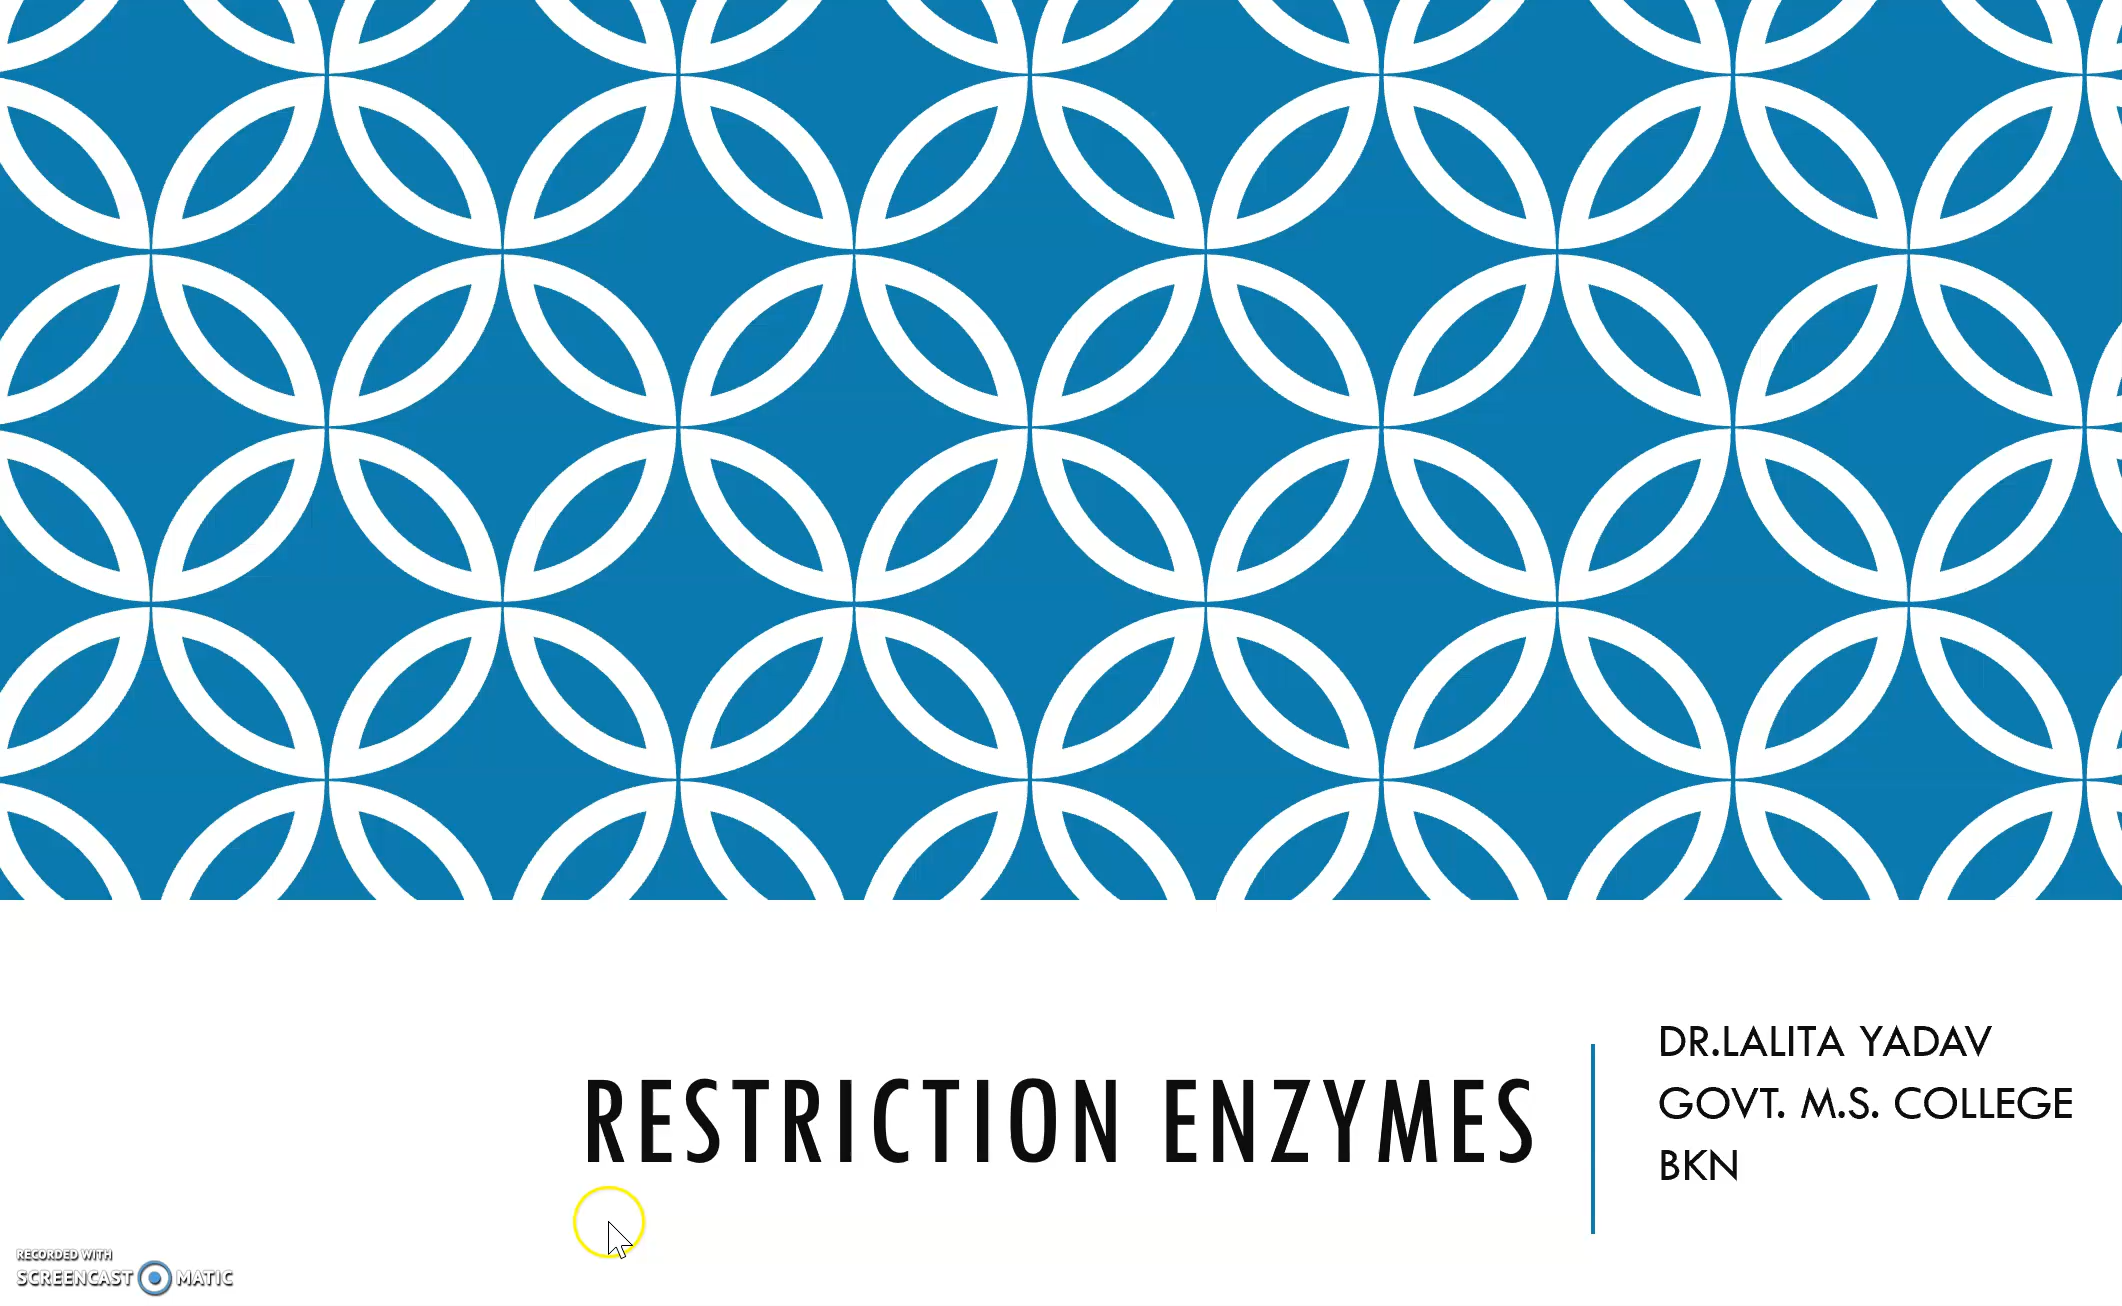 RESTRICTION ENZYMES
DR.LALITA YADAV
GOVT. M.S. COLLEGE
BKN
RECORDED WITH
SCREENCAST MATIC